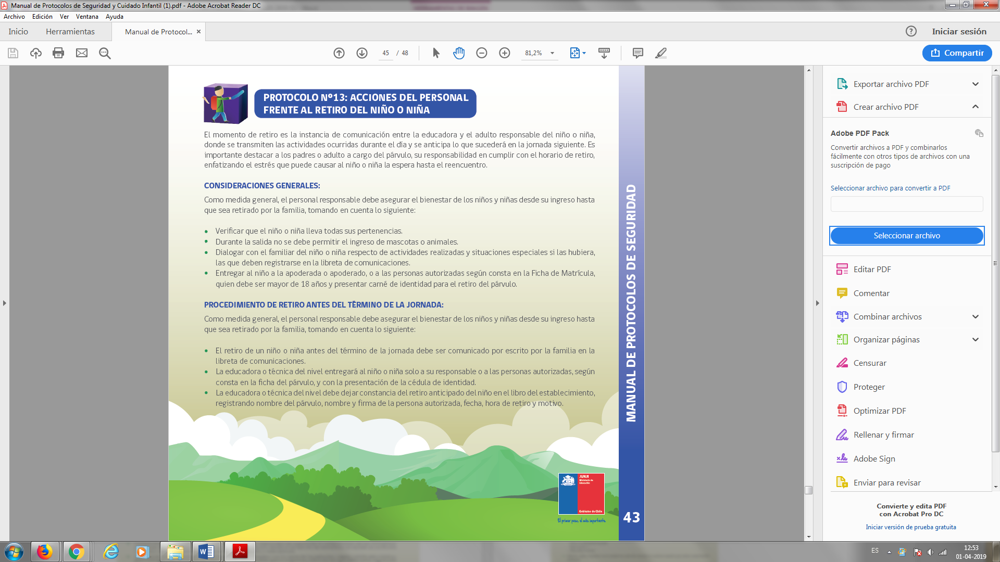 Manual de Protocolos de Seguridad y Cuidado Infantil (1).pdf - Adobe Acrobat Reader DC
Archivo Edición Ver Ventana Ayuda
Inicio Herramientas Manual de Protocol... × Iniciar sesión
45 / 48 81,2% Compartir
PROTOCOLO Nº13: ACCIONES DEL PERSONAL
FRENTE AL RETIRO DEL NIÑO O NIÑA
El momento de retiro es la instancia de comunicación entre la educadora y el adulto responsable del niño o niña,
donde se transmiten las actividades ocurridas durante el día y se anticipa lo que sucederá en la jornada siguiente. Es
importante destacar a los padres o adulto a cargo del párvulo, su responsabilidad en cumplir con el horario de retiro,
enfatizando el estrés que puede causar al niño o niña la espera hasta el reencuentro.
CONSIDERACIONES GENERALES:
Como medida general, el personal responsable debe asegurar el bienestar de los niños y niñas desde su ingreso hasta
que sea retirado por la familia, tomando en cuenta lo siguiente:
• Verificar que el niño o niña lleva todas sus pertenencias.
• Durante la salida no se debe permitir el ingreso de mascotas o animales.
• Dialogar con el familiar del niño o niña respecto de actividades realizadas y situaciones especiales si las hubiera,
las que deben registrarse en la libreta de comunicaciones.
• Entregar al niño a la apoderada o apoderado, o a las personas autorizadas según consta en la Ficha de Matrícula,
quien debe ser mayor de 18 años y presentar carné de identidad para el retiro del párvulo.
PROCEDIMIENTO DE RETIRO ANTES DEL TÉRMINO DE LA JORNADA:
Como medida general, el personal responsable debe asegurar el bienestar de los niños y niñas desde su ingreso hasta
que sea retirado por la familia, tomando en cuenta lo siguiente:
• El retiro de un niño o niña antes del término de la jornada debe ser comunicado por escrito por la familia en la
libreta de comunicaciones.
• La educadora o técnica del nivel entregará al niño o niña solo a su responsable o a las personas autorizadas, según
consta en la ficha del párvulo, y con la presentación de la cédula de identidad.
• La educadora o técnica del nivel debe dejar constancia del retiro anticipado del niño en el libro del establecimiento,
registrando nombre del párvulo, nombre y firma de la persona autorizada, fecha, hora de retiro y motivo.
JUNJI
Ministerio de
Educación
Gobierno de Chile
El primer paso, el más importante.
MANUAL DE PROTOCOLOS DE SEGURIDAD
43
Exportar archivo PDF
Crear archivo PDF
Adobe PDF Pack
Convertir archivos a PDF y combinarlos
fácilmente con otros tipos de archivos con una
suscripción de pago
Seleccionar archivo para convertir a PDF
Seleccionar archivo
Editar PDF
Comentar
Combinar archivos
Organizar páginas
Censurar
Proteger
Optimizar PDF
Rellenar y firmar
Adobe Sign
Enviar para revisar
Convierte y edita PDF
con Acrobat Pro DC
Iniciar versión de prueba gratuita
ES
12:53
01-04-2019